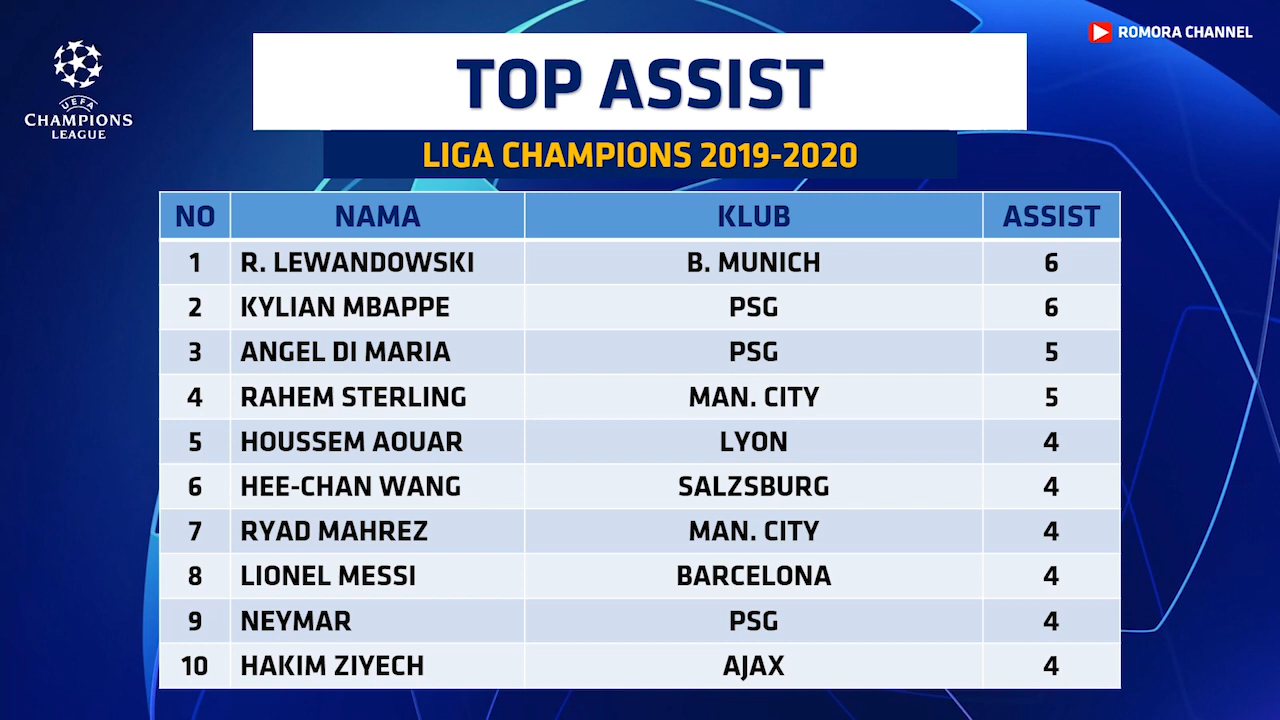 UEFA
CHAMPIONS
LEAGUE
ROMORA CHANNEL
TOP ASSIST
LIGA CHAMPIONS 2019-2020
NO NAMA KLUB ASSIST
1 R. LEWANDOWSKI B. MUNICH 6
2 KYLIAN MBAPPE PSG 6
3 ANGEL DI MARIA PSG 5
4 RAHEM STERLING MAN. CITY 5
5 HOUSSEM AOUAR LYON 4
6 HEE-CHAN WANG SALZSBURG 4
7 RYAD MAHREZ MAN. CITY 4
8 LIONEL MESSI BARCELONA 4
9 NEYMAR PSG 4
10 HAKIM ZIYECH AJAX 4